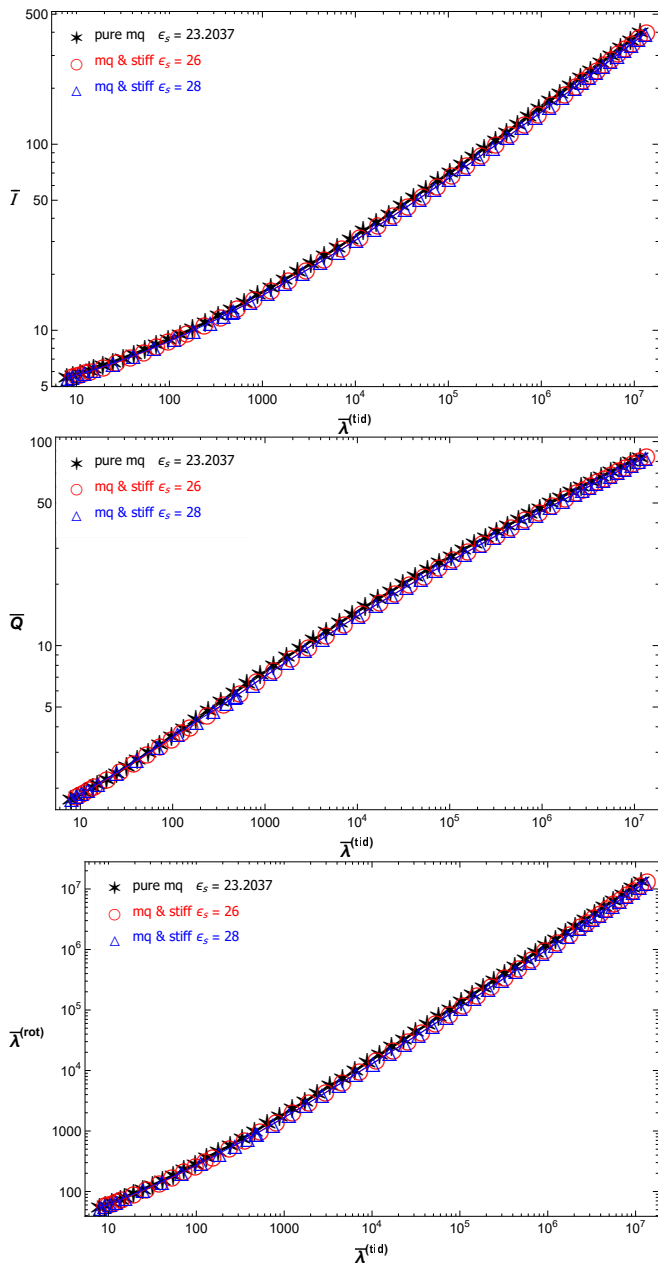 500
✶ pure mq ϵₛ = 23.2037
○ mq & stiff ϵₛ = 26
△ mq & stiff ϵₛ = 28
100
Ī
50
10
5
10 100 1000 10⁴ 10⁵ 10⁶ 10⁷
λ̅⁽ᵗⁱᵈ⁾
100
✶ pure mq ϵₛ = 23.2037
○ mq & stiff ϵₛ = 26
△ mq & stiff ϵₛ = 28
50
Q̅
10
5
10 100 1000 10⁴ 10⁵ 10⁶ 10⁷
λ̅⁽ᵗⁱᵈ⁾
10⁷
✶ pure mq ϵₛ = 23.2037
○ mq & stiff ϵₛ = 26
△ mq & stiff ϵₛ = 28
10⁶
10⁵
λ̅⁽ʳᵒᵗ⁾
10⁴
1000
100
10 100 1000 10⁴ 10⁵ 10⁶ 10⁷
λ̅⁽ᵗⁱᵈ⁾